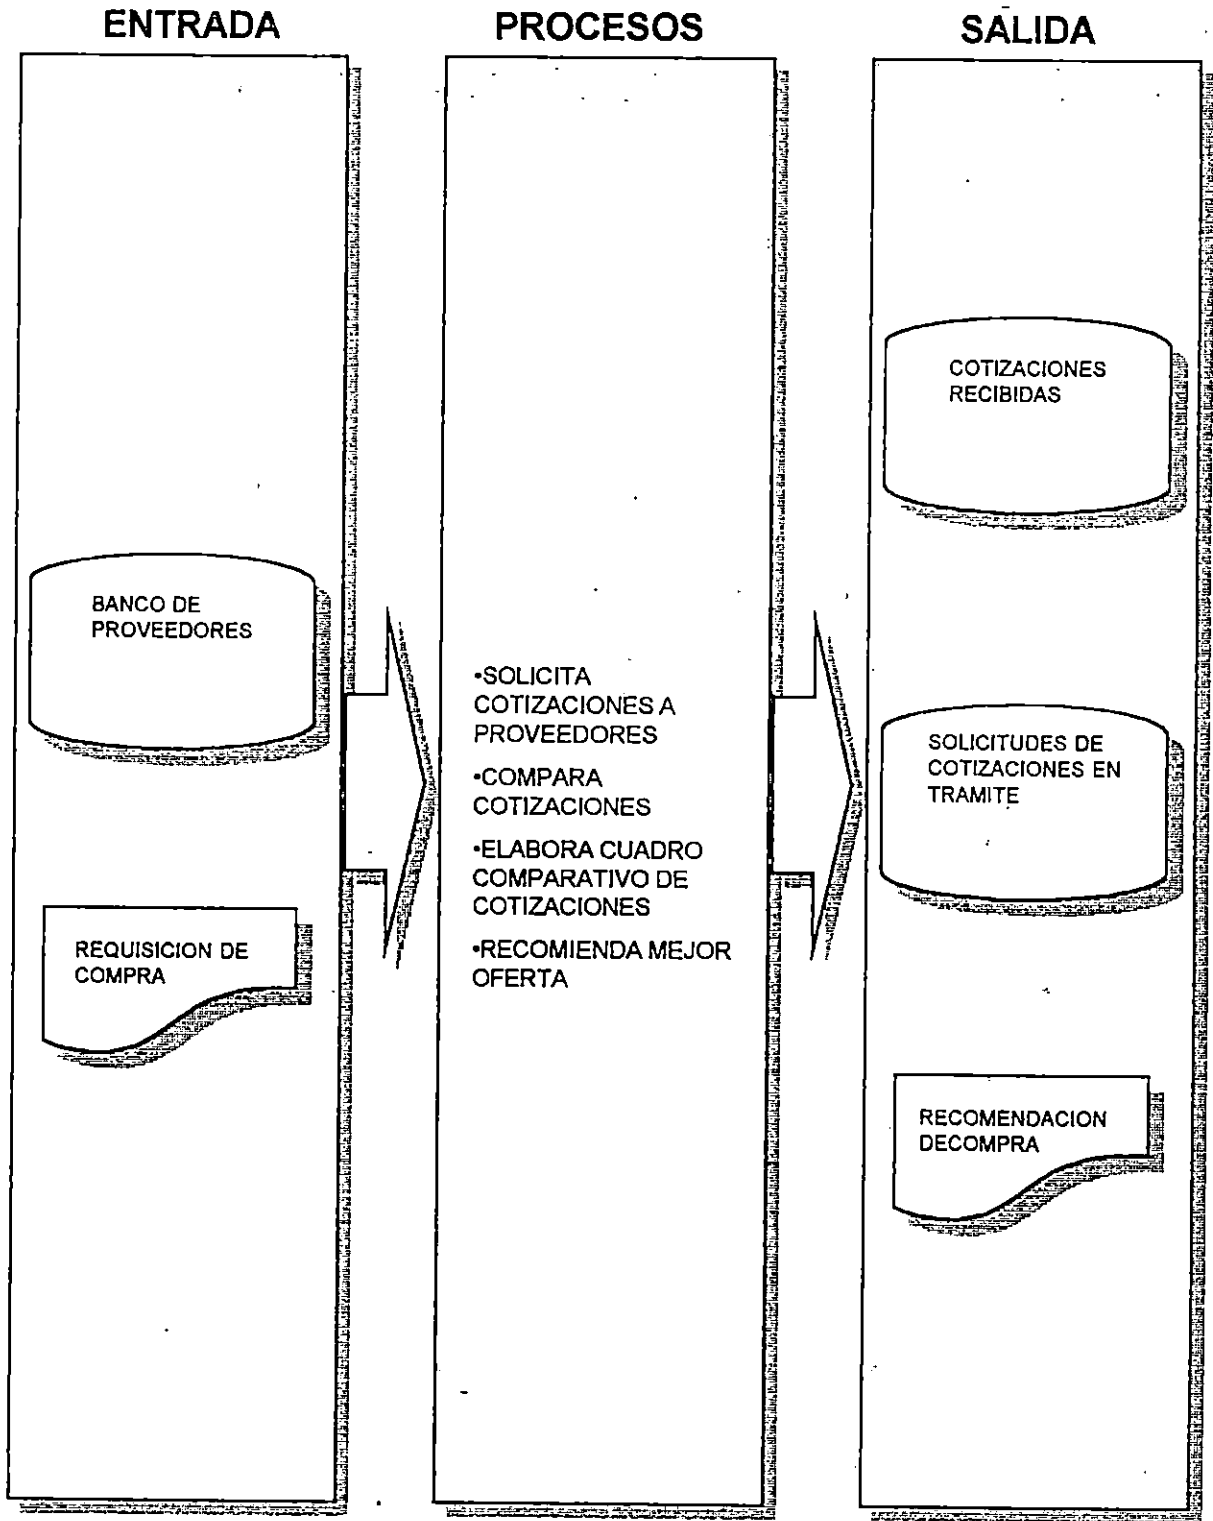 ENTRADA
PROCESOS
SALIDA
BANCO DE
PROVEEDORES
REQUISICION DE
COMPRA
•SOLICITA
COTIZACIONES A
PROVEEDORES
•COMPARA
COTIZACIONES
•ELABORA CUADRO
COMPARATIVO DE
COTIZACIONES
•RECOMIENDA MEJOR
OFERTA
COTIZACIONES
RECIBIDAS
SOLICITUDES DE
COTIZACIONES EN
TRAMITE
RECOMENDACION
DECOMPRA